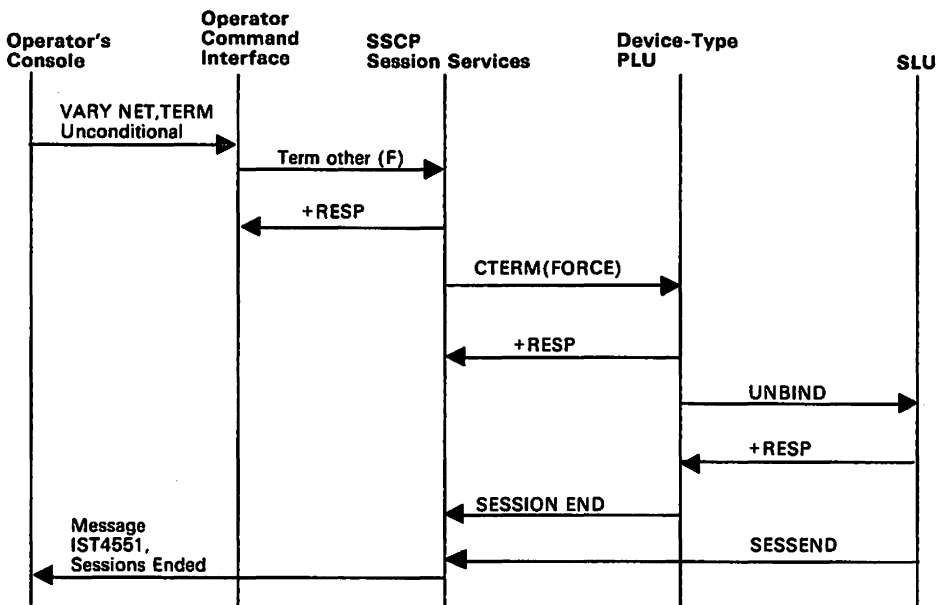 Operator's
Console
Operator
Command
Interface
SSCP
Session Services
Device-Type
PLU
SLU
VARY NET,TERM
Unconditional
Term other (F)
+RESP
CTERM(FORCE)
+RESP
UNBIND
+RESP
SESSION END
SESSEND
Message
IST4551,
Sessions Ended